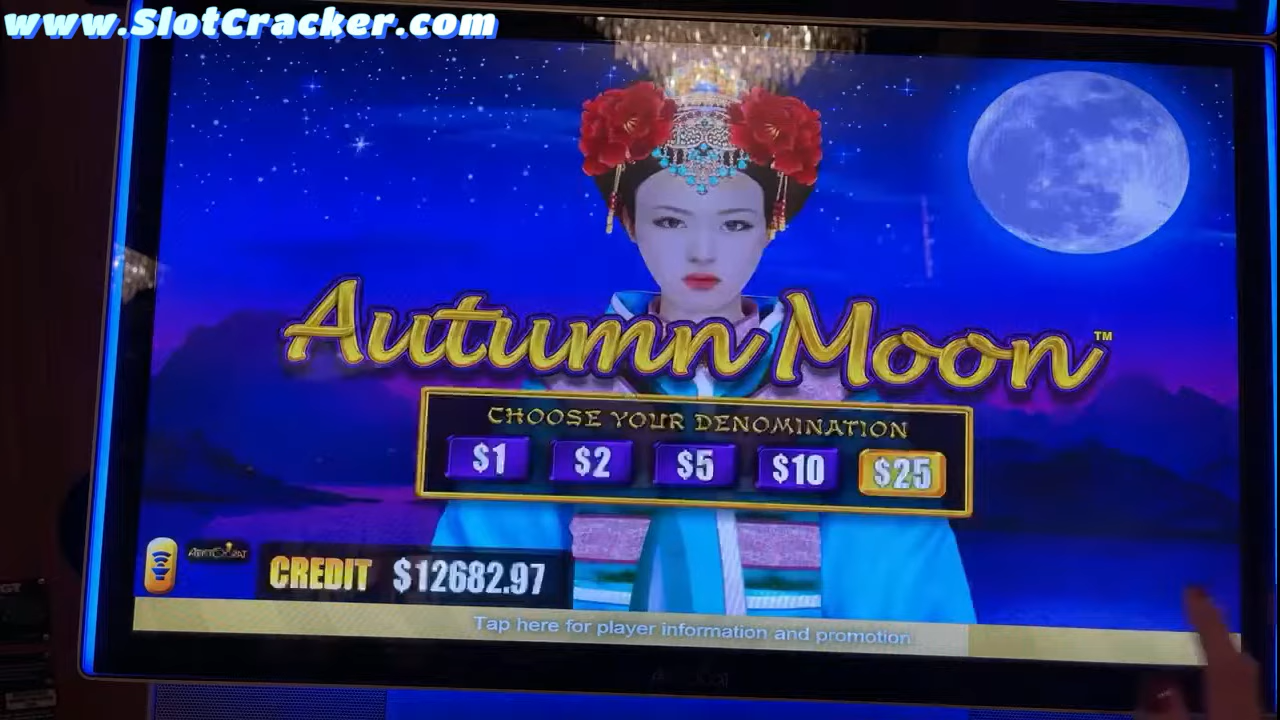 www.SlotCracker.com
Autumn Moon™
CHOOSE YOUR DENOMINATION
$1 $2 $5 $10 $25
ARISTOCRAT
CREDIT $12682.97
Tap here for player information and promotion